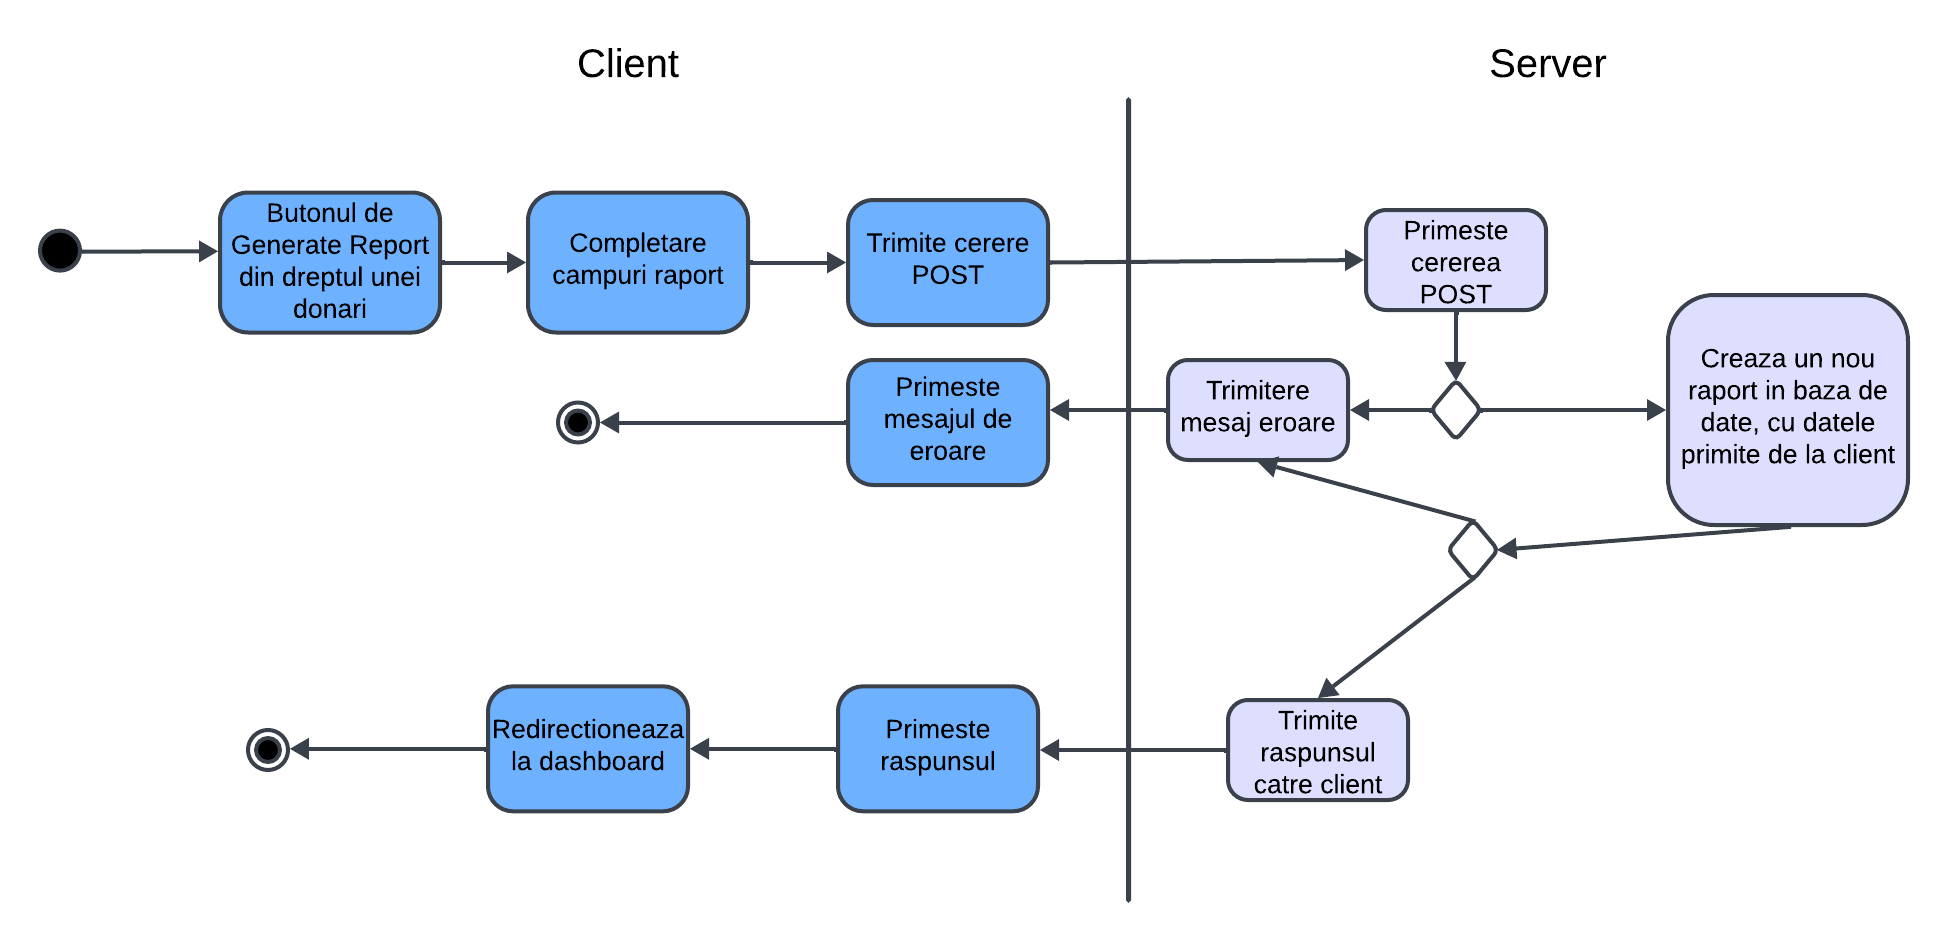 Client
Server
Butonul de
Generate Report
din dreptul unei
donari
Completare
campuri raport
Trimite cerere
POST
Primeste
cererea
POST
Creaza un nou
raport in baza de
date, cu datele
primite de la client
Trimitere
mesaj eroare
Primeste
mesajul de
eroare
Trimite
raspunsul
catre client
Primeste
raspunsul
Redirectioneaza
la dashboard